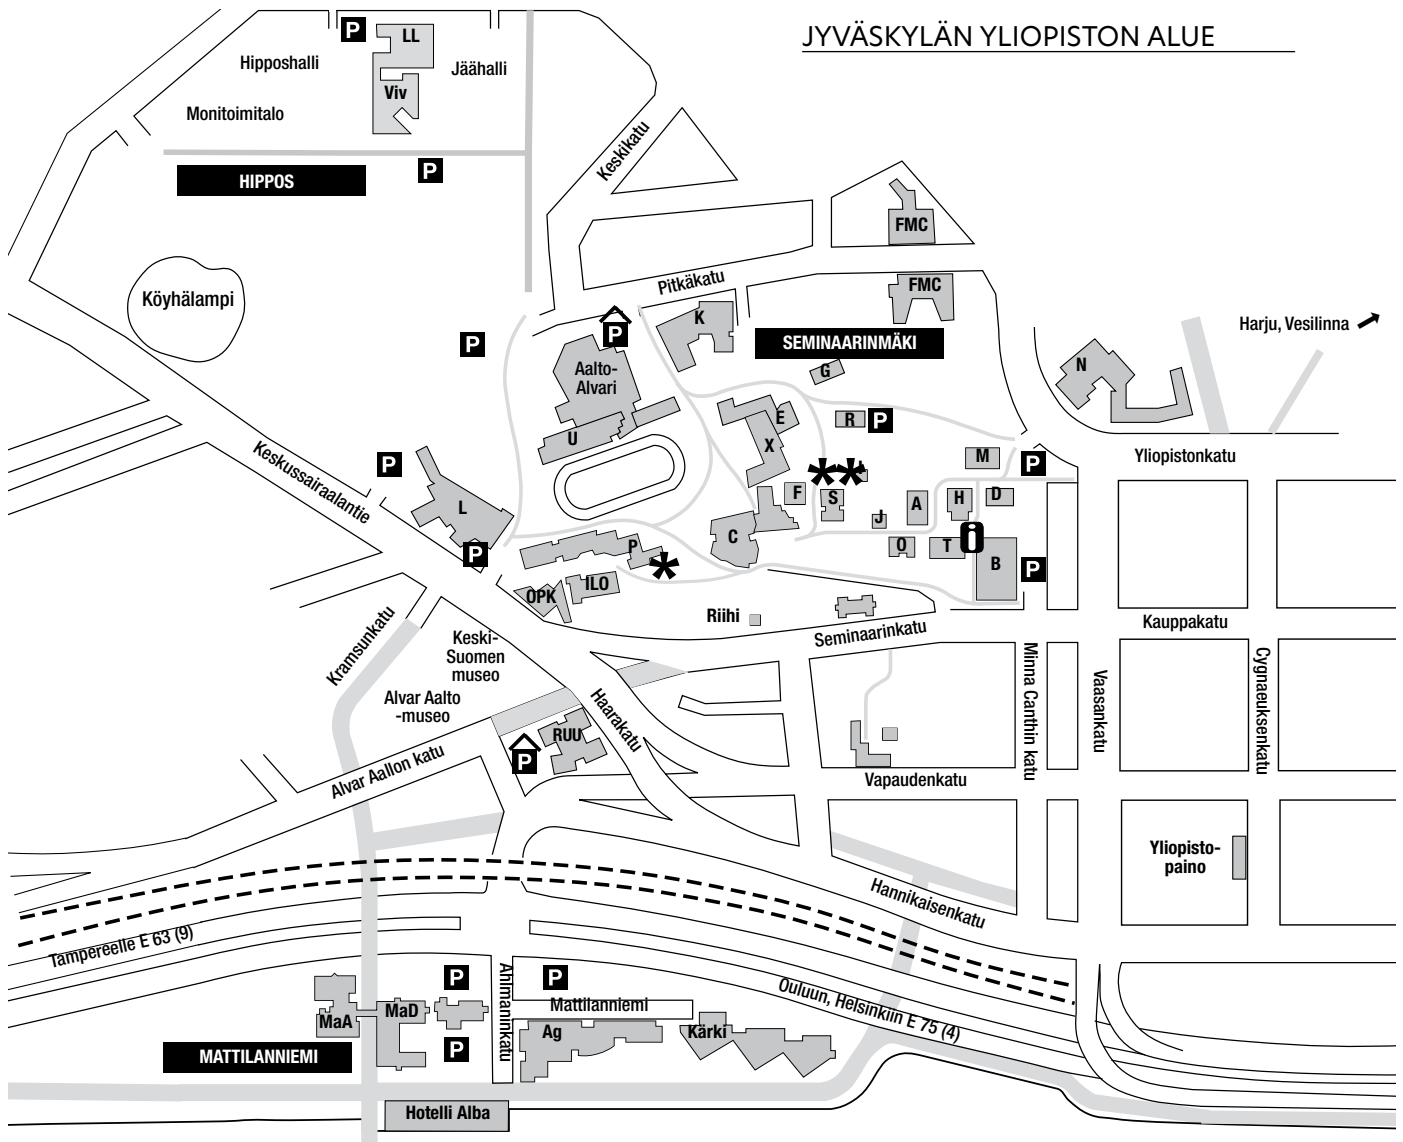 JYVÄSKYLÄN YLIOPISTON ALUE
P
LL
Hipposhalli
Jäähalli
Viv
Monitoimitalo
P
HIPPOS
Keskikatu
FMC
Pitkäkatu
FMC
Köyhälampi
K
P
P
SEMINAARINMÄKI
Harju, Vesilinna
Aalto-
Alvari
G
N
E
R
P
U
X
Keskussairaalantie
P
M
P
Yliopistonkatu
L
F
S
A
H
D
J
P
P
C
O
T
i
B
P
OPK
ILO
Riihi
Seminaarinkatu
Kauppakatu
Kramsunkatu
Keski-
Suomen
museo
Alvar Aalto
-museo
Haarakatu
Minna Canthin katu
Vaasankatu
Cygnaeuksenkatu
RUU
P
Alvar Aallon katu
Vapaudenkatu
Yliopisto-
paino
Hannikaisenkatu
Tampereelle E 63 (9)
P
P
Ahlmaninkatu
Mattilanniemi
Ouluun, Helsinkiin E 75 (4)
MaA
MaD
Ag
Kärki
P
MATTILANNIEMI
Hotelli Alba